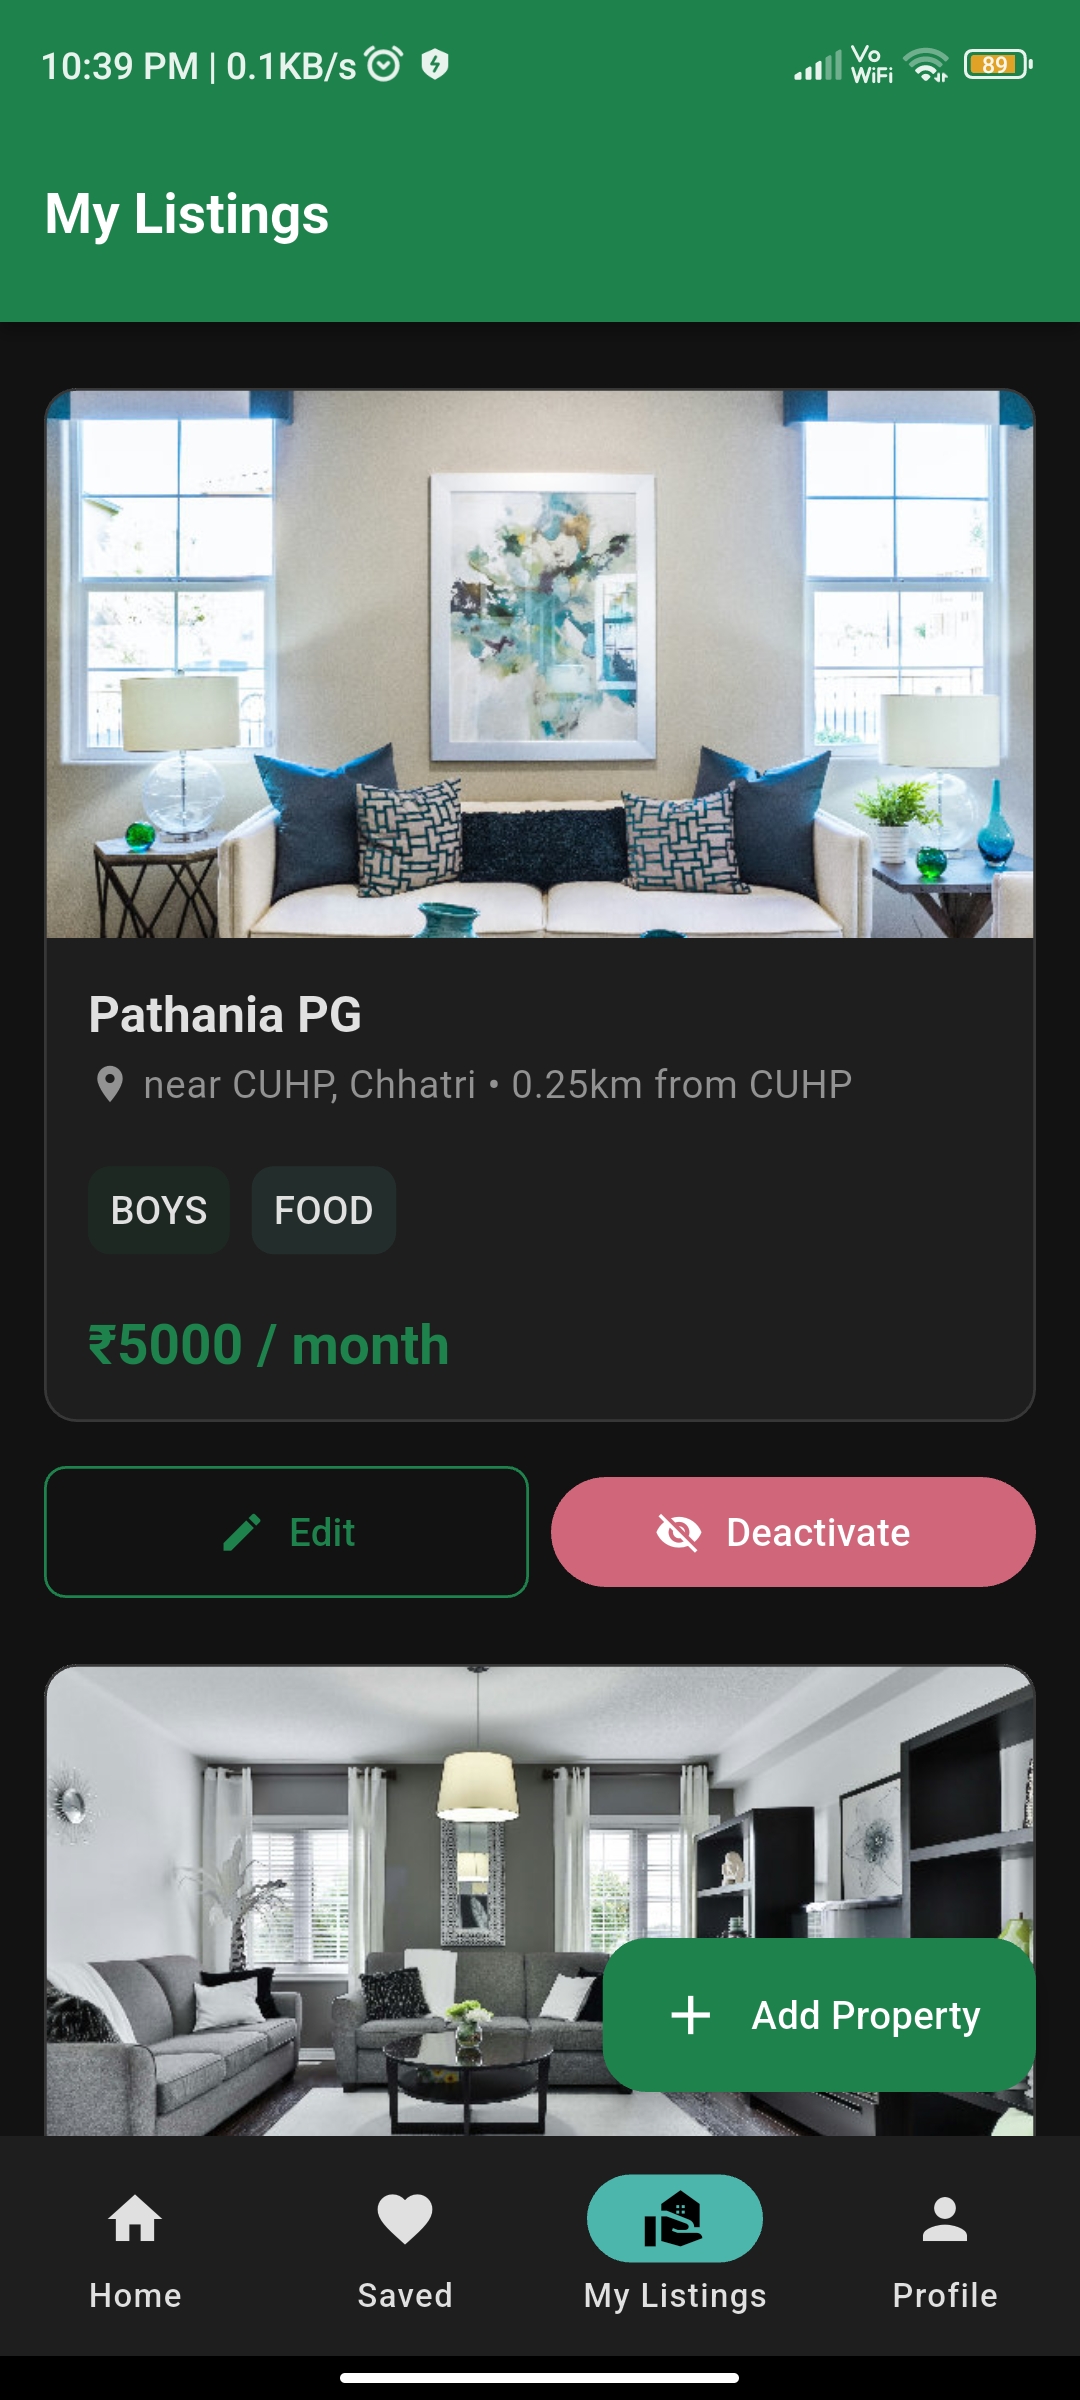 10:39 PM | 0.1KB/s
Vo
WiFi
89
My Listings
Pathania PG
near CUHP, Chhatri • 0.25km from CUHP
BOYS FOOD
₹5000 / month
Edit Deactivate
Add Property
Home Saved My Listings Profile